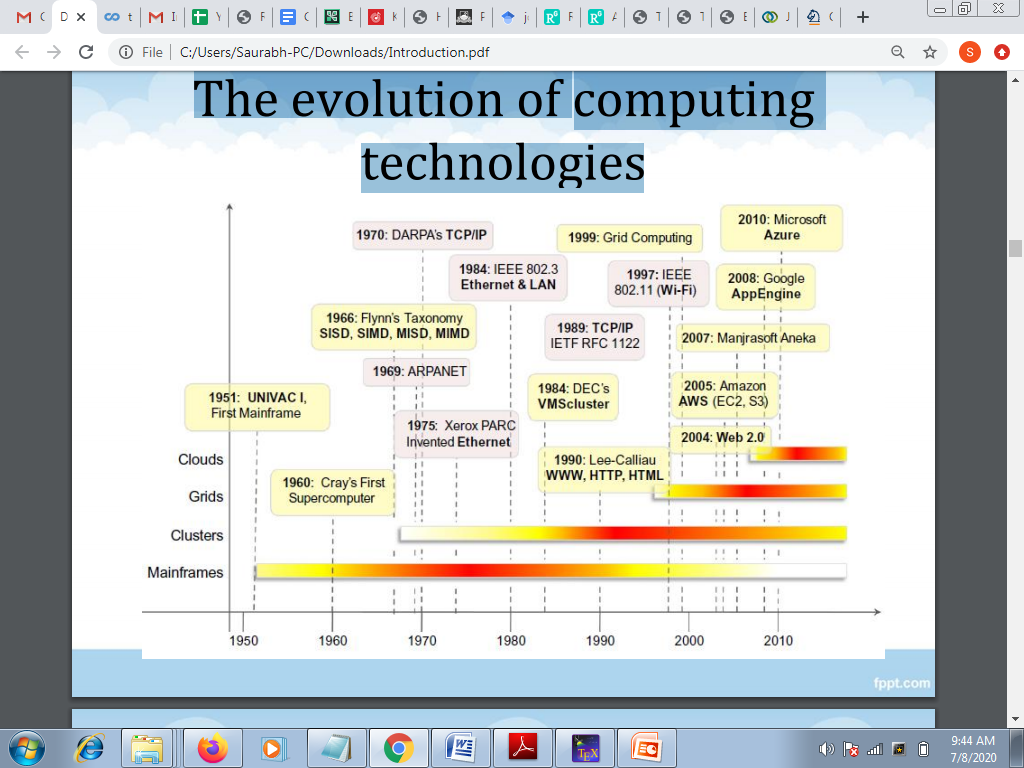 File
C:/Users/Saurabh-PC/Downloads/Introduction.pdf
The evolution of computing
technologies
2010: Microsoft
Azure
1970: DARPA's TCP/IP
1999: Grid Computing
1984: IEEE 802.3
Ethernet & LAN
1997: IEEE
802.11 (Wi-Fi)
2008: Google
AppEngine
1966: Flynn's Taxonomy
SISD, SIMD, MISD, MIMD
1989: TCP/IP
IETF RFC 1122
2007: Manjrasoft Aneka
1969: ARPANET
1951: UNIVAC I,
First Mainframe
1984: DEC's
VMScluster
2005: Amazon
AWS (EC2, S3)
1975: Xerox PARC
Invented Ethernet
2004: Web 2.0
1990: Lee-Calliau
WWW, HTTP, HTML
1960: Cray's First
Supercomputer
Clouds
Grids
Clusters
Mainframes
1950 1960 1970 1980 1990 2000 2010
fppt.com
9:44 AM
7/8/2020